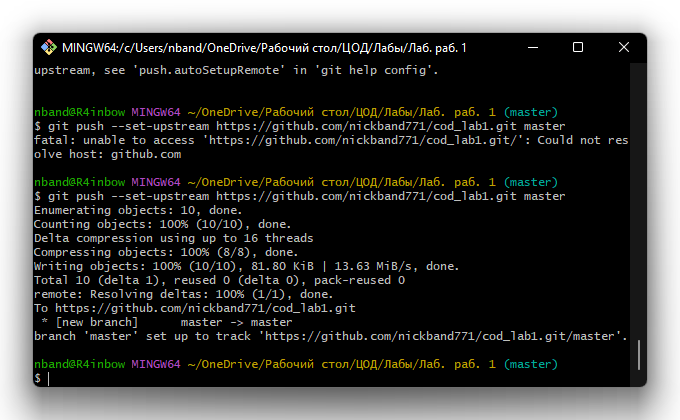 MINGW64:/c/Users/nband/OneDrive/Рабочий стол/ЦОД/Лабы/Лаб. раб. 1
upstream, see 'push.autoSetupRemote' in 'git help config'.
nband@R4inbow MINGW64 ~/OneDrive/Рабочий стол/ЦОД/Лабы/Лаб. раб. 1 (master)
$ git push --set-upstream https://github.com/nickband771/cod_lab1.git master
fatal: unable to access 'https://github.com/nickband771/cod_lab1.git/': Could not res
olve host: github.com
nband@R4inbow MINGW64 ~/OneDrive/Рабочий стол/ЦОД/Лабы/Лаб. раб. 1 (master)
$ git push --set-upstream https://github.com/nickband771/cod_lab1.git master
Enumerating objects: 10, done.
Counting objects: 100% (10/10), done.
Delta compression using up to 16 threads
Compressing objects: 100% (8/8), done.
Writing objects: 100% (10/10), 81.80 KiB | 13.63 MiB/s, done.
Total 10 (delta 1), reused 0 (delta 0), pack-reused 0
remote: Resolving deltas: 100% (1/1), done.
To https://github.com/nickband771/cod_lab1.git
 * [new branch]      master -> master
branch 'master' set up to track 'https://github.com/nickband771/cod_lab1.git/master'.
nband@R4inbow MINGW64 ~/OneDrive/Рабочий стол/ЦОД/Лабы/Лаб. раб. 1 (master)
$